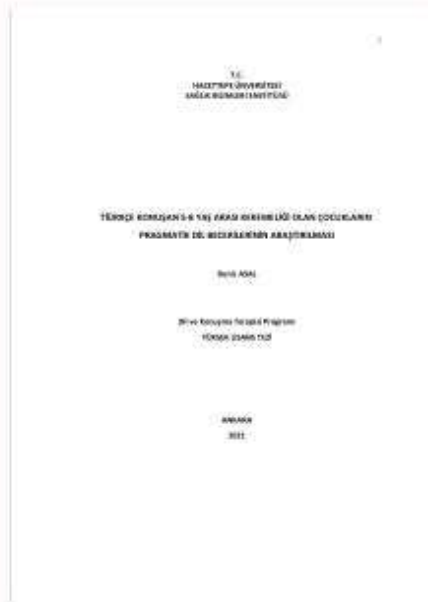 T.C.
HACETTEPE ÜNİVERSİTESİ
SAĞLIK BİLİMLERİ ENSTİTÜSÜ
TÜRKÇE KONUŞAN 5-6 YAŞ ARASI KEKEMELİĞİ OLAN ÇOCUKLARIN
PRAGMATİK DİL BECERİLERİNİN ARAŞTIRILMASI
Dil ve Konuşma Terapisi Programı
YÜKSEK LİSANS TEZİ
ANKARA